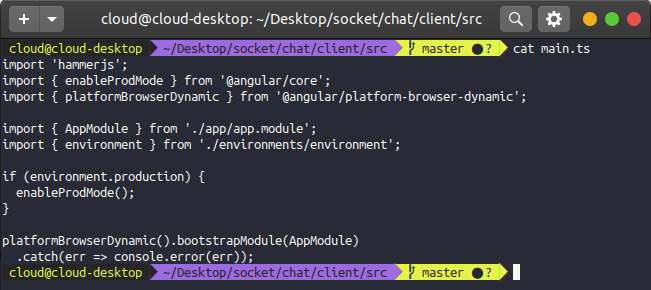 cloud@cloud-desktop: ~/Desktop/socket/chat/client/src
cloud@cloud-desktop ~/Desktop/socket/chat/client/src master ●? cat main.ts
import 'hammerjs';
import { enableProdMode } from '@angular/core';
import { platformBrowserDynamic } from '@angular/platform-browser-dynamic';

import { AppModule } from './app/app.module';
import { environment } from './environments/environment';

if (environment.production) {
  enableProdMode();
}

platformBrowserDynamic().bootstrapModule(AppModule)
  .catch(err => console.error(err));
cloud@cloud-desktop ~/Desktop/socket/chat/client/src master ●?